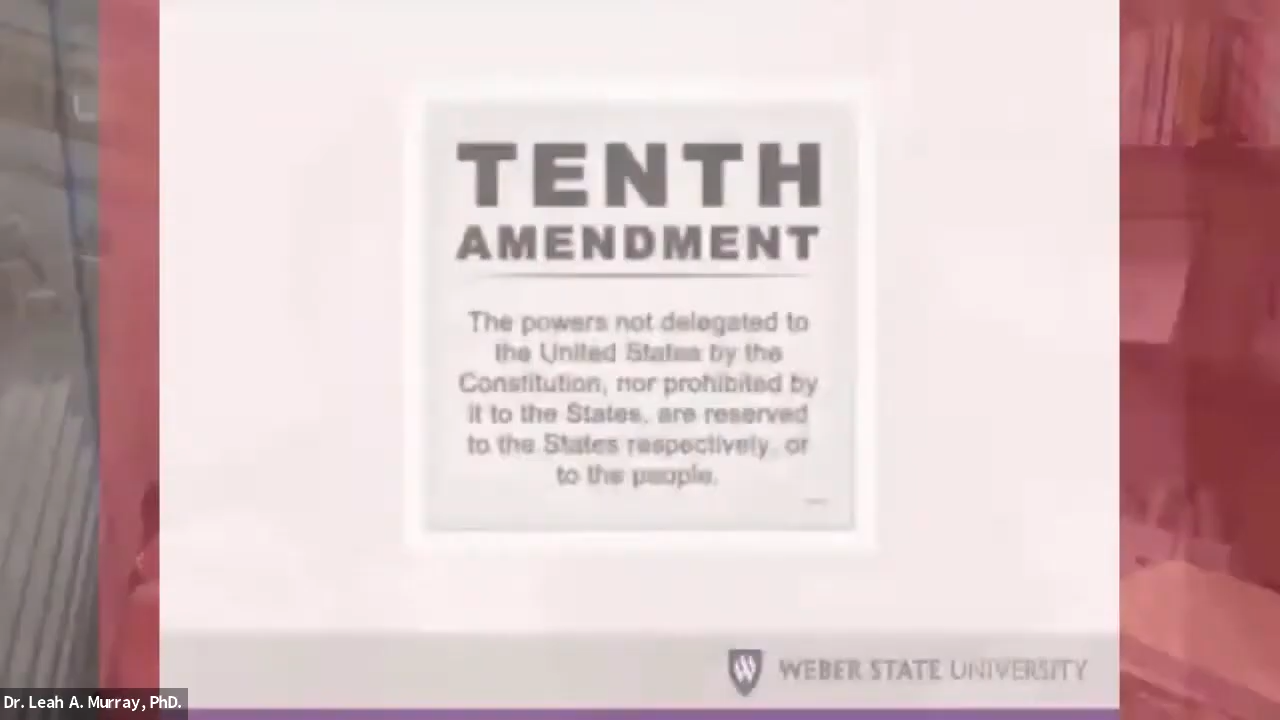 TENTH
AMENDMENT
The powers not delegated to
the United States by the
Constitution, nor prohibited by
it to the States, are reserved
to the States respectively, or
to the people.
WEBER STATE UNIVERSITY
Dr. Leah A. Murray, PhD.